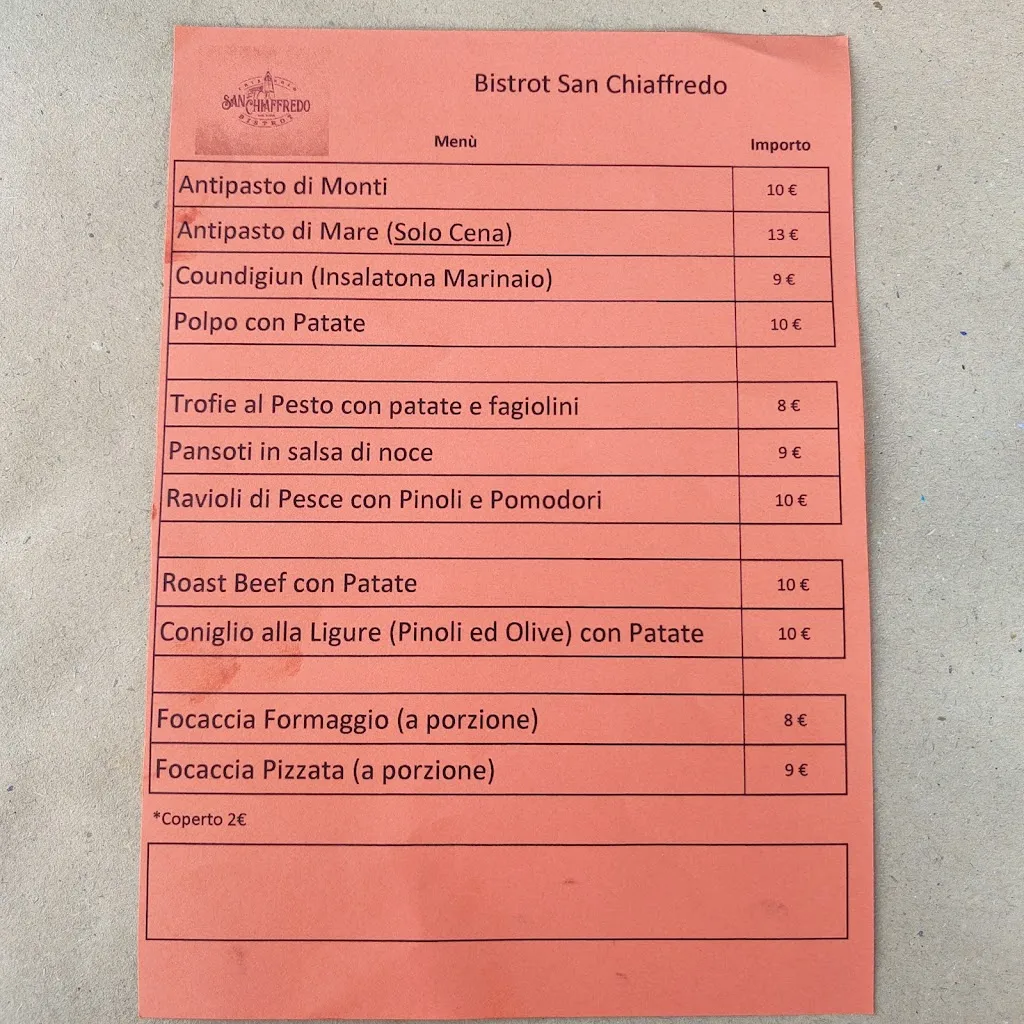 SAN CHIAFFREDO
BISTROT
Bistrot San Chiaffredo
Menù Importo
Antipasto di Monti 10 €
Antipasto di Mare (Solo Cena) 13 €
Coundigiun (Insalatona Marinaio) 9 €
Polpo con Patate 10 €
Trofie al Pesto con patate e fagiolini 8 €
Pansoti in salsa di noce 9 €
Ravioli di Pesce con Pinoli e Pomodori 10 €
Roast Beef con Patate 10 €
Coniglio alla Ligure (Pinoli ed Olive) con Patate 10 €
Focaccia Formaggio (a porzione) 8 €
Focaccia Pizzata (a porzione) 9 €
*Coperto 2€